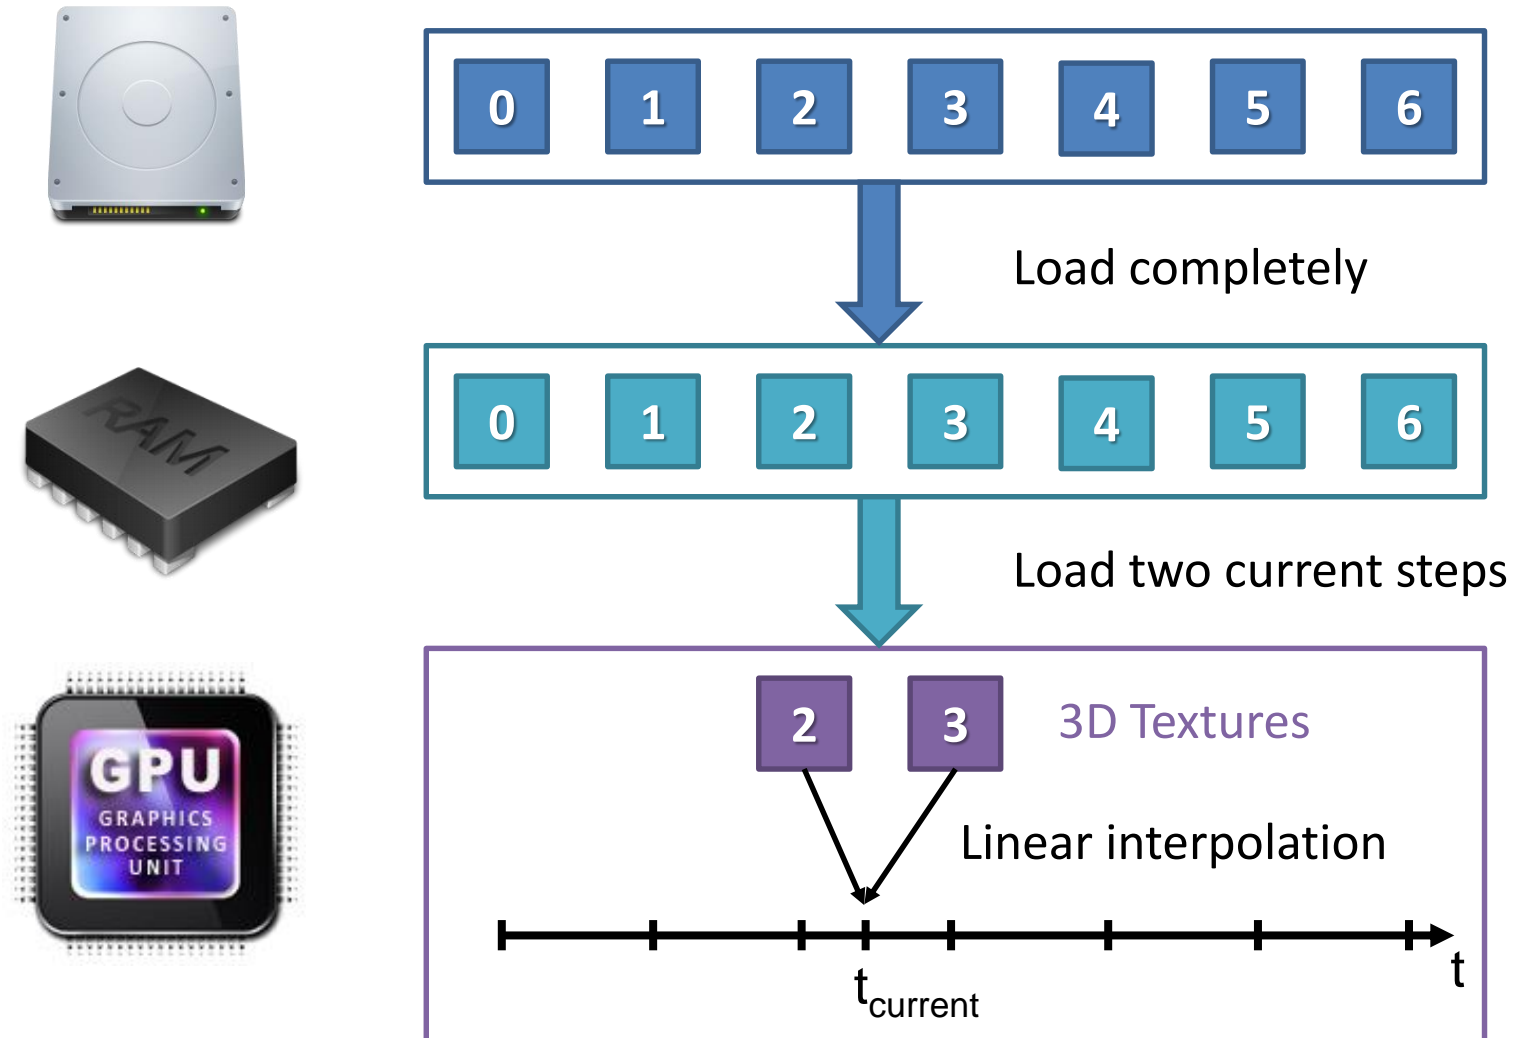 0 1 2 3 4 5 6
Load completely
RAM
0 1 2 3 4 5 6
Load two current steps
GPU
GRAPHICS
PROCESSING
UNIT
2 3 3D Textures
Linear interpolation
t
tcurrent